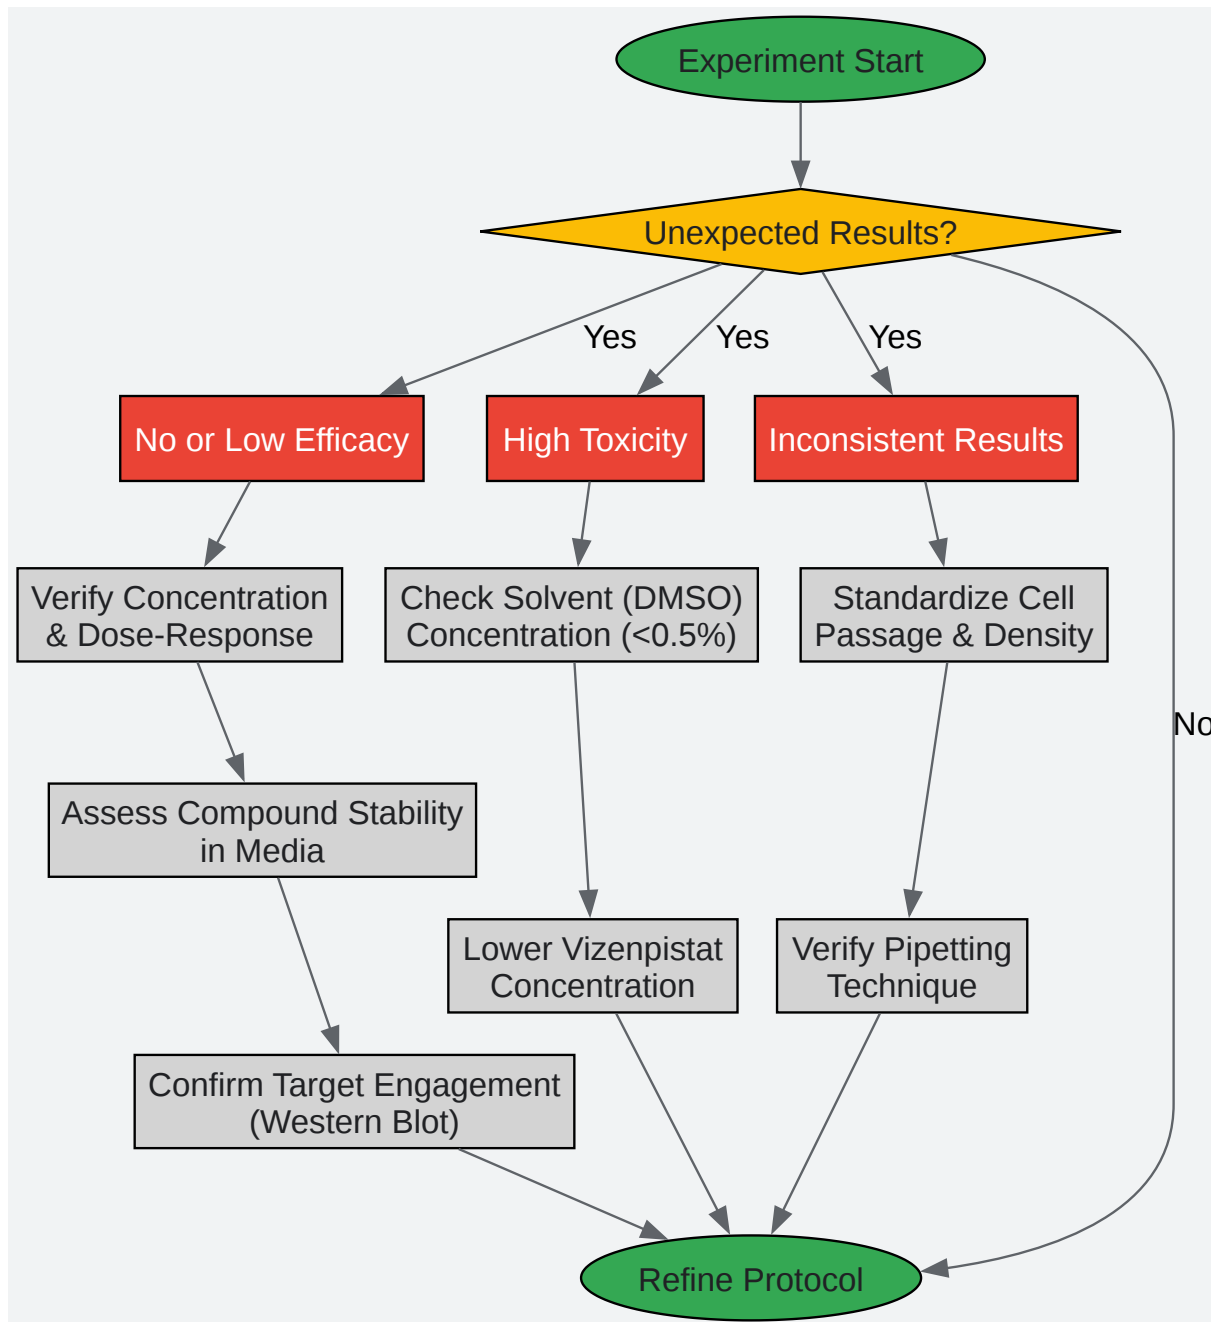 Experiment Start
Unexpected Results?
Yes
Yes
Yes
No or Low Efficacy
High Toxicity
Inconsistent Results
Verify Concentration
& Dose-Response
Check Solvent (DMSO)
Concentration (<0.5%)
Standardize Cell
Passage & Density
No
Assess Compound Stability
in Media
Lower Vizenpistat
Concentration
Verify Pipetting
Technique
Confirm Target Engagement
(Western Blot)
Refine Protocol